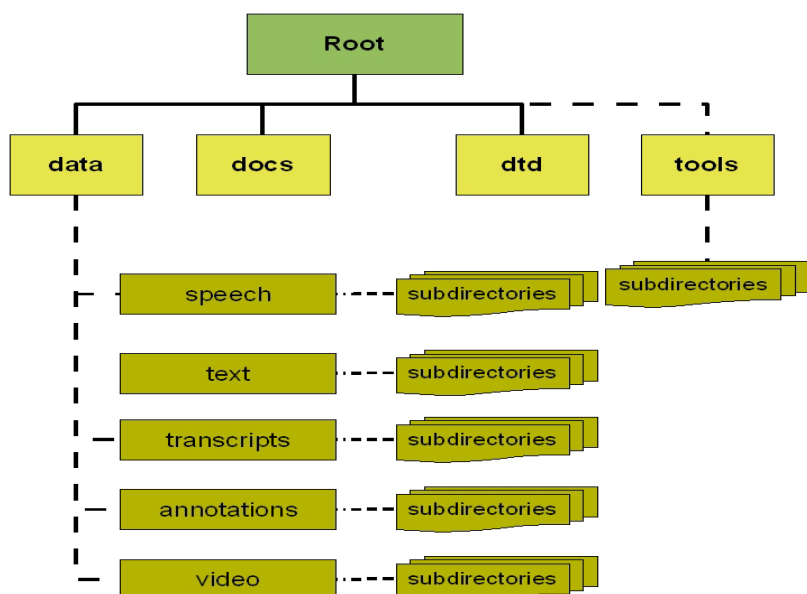 Root
data
docs
dtd
tools
speech
subdirectories
subdirectories
text
subdirectories
transcripts
subdirectories
annotations
subdirectories
video
subdirectories